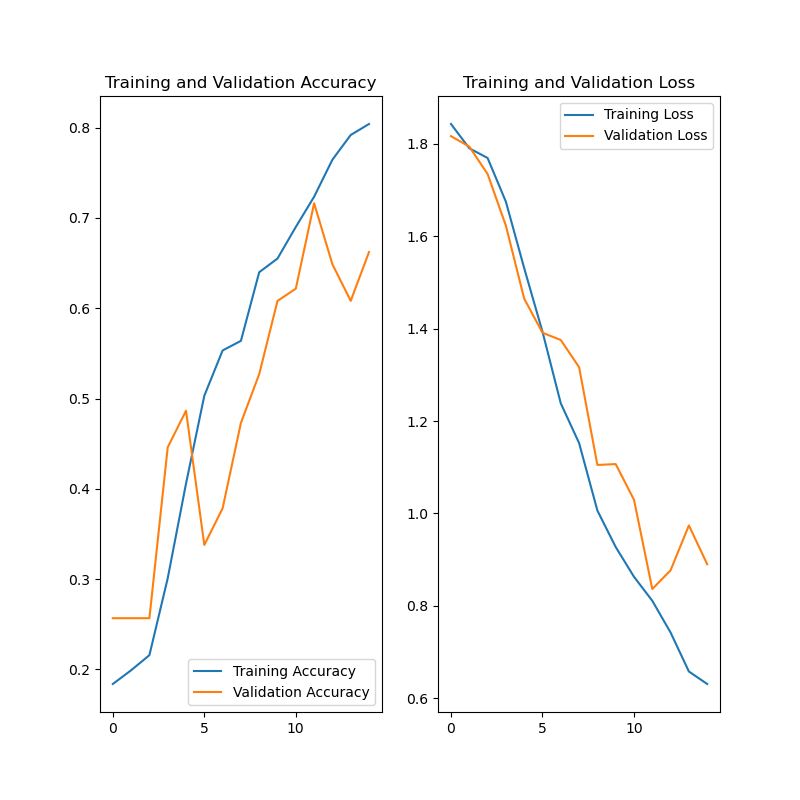 Training and Validation Accuracy
0.8
0.7
0.6
0.5
0.4
0.3
0.2
0 5 10
Training Accuracy
Validation Accuracy
Training and Validation Loss
1.8
1.6
1.4
1.2
1.0
0.8
0.6
0 5 10
Training Loss
Validation Loss